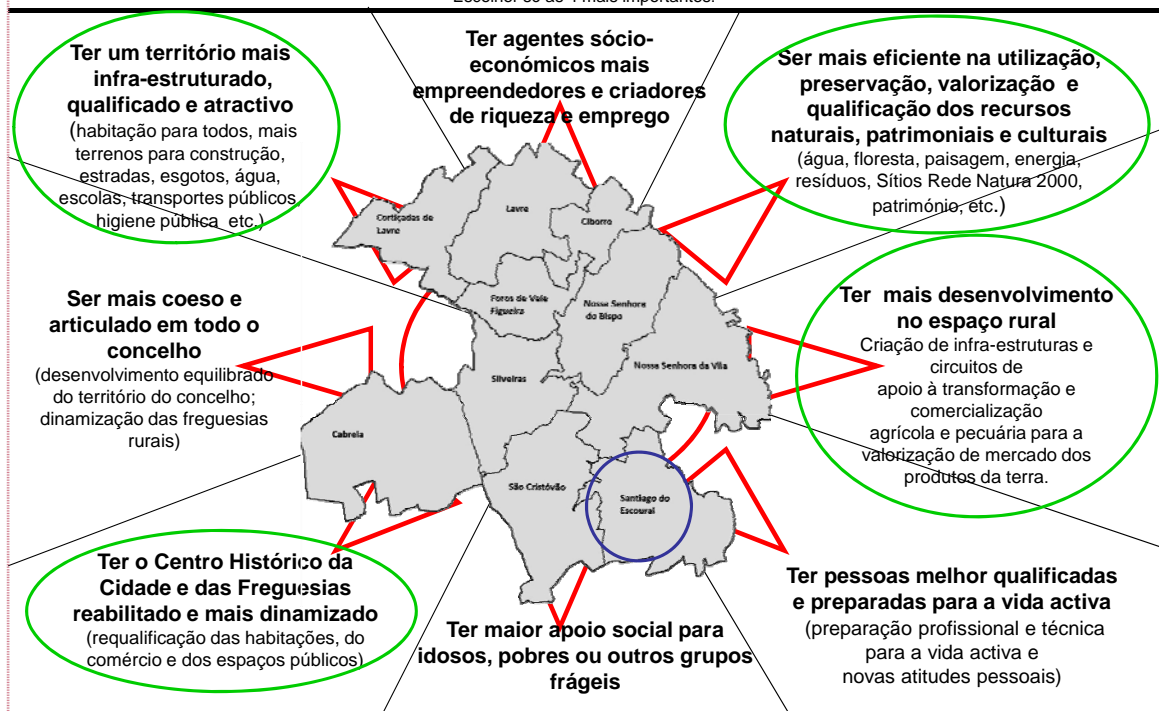 Escolher só as 4 mais importantes.
Ter um território mais
infra-estruturado,
qualificado e atractivo
(habitação para todos, mais
terrenos para construção,
estradas, esgotos, água,
escolas, transportes públicos,
higiene pública etc.)
Ter agentes sócio-
económicos mais
empreendedores e criadores
de riqueza e emprego
Ser mais eficiente na utilização,
preservação, valorização e
qualificação dos recursos
naturais, patrimoniais e culturais
(água, floresta, paisagem, energia,
resíduos, Sítios Rede Natura 2000,
património, etc.)
Cortiçadas de
Lavre
Lavre
Ciborro
Foros de Vale
Figueira
Nossa Senhora
do Bispo
Nossa Senhora da Vila
Silveiras
Cabrela
São Cristóvão
Santiago do
Escoural
Ser mais coeso e
articulado em todo o
concelho
(desenvolvimento equilibrado
do território do concelho;
dinamização das freguesias
rurais)
Ter mais desenvolvimento
no espaço rural
Criação de infra-estruturas e
circuitos de
apoio à transformação e
comercialização
agrícola e pecuária para a
valorização de mercado dos
produtos da terra.
Ter o Centro Histórico da
Cidade e das Freguesias
reabilitado e mais dinamizado
(requalificação das habitações, do
comércio e dos espaços públicos)
Ter maior apoio social para
idosos, pobres ou outros grupos
frágeis
Ter pessoas melhor qualificadas
e preparadas para a vida activa
(preparação profissional e técnica
para a vida activa e
novas atitudes pessoais)